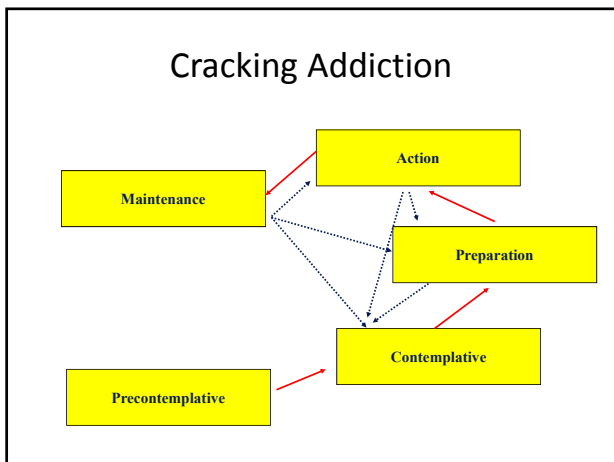 Cracking Addiction
Action
Maintenance
Preparation
Contemplative
Precontemplative